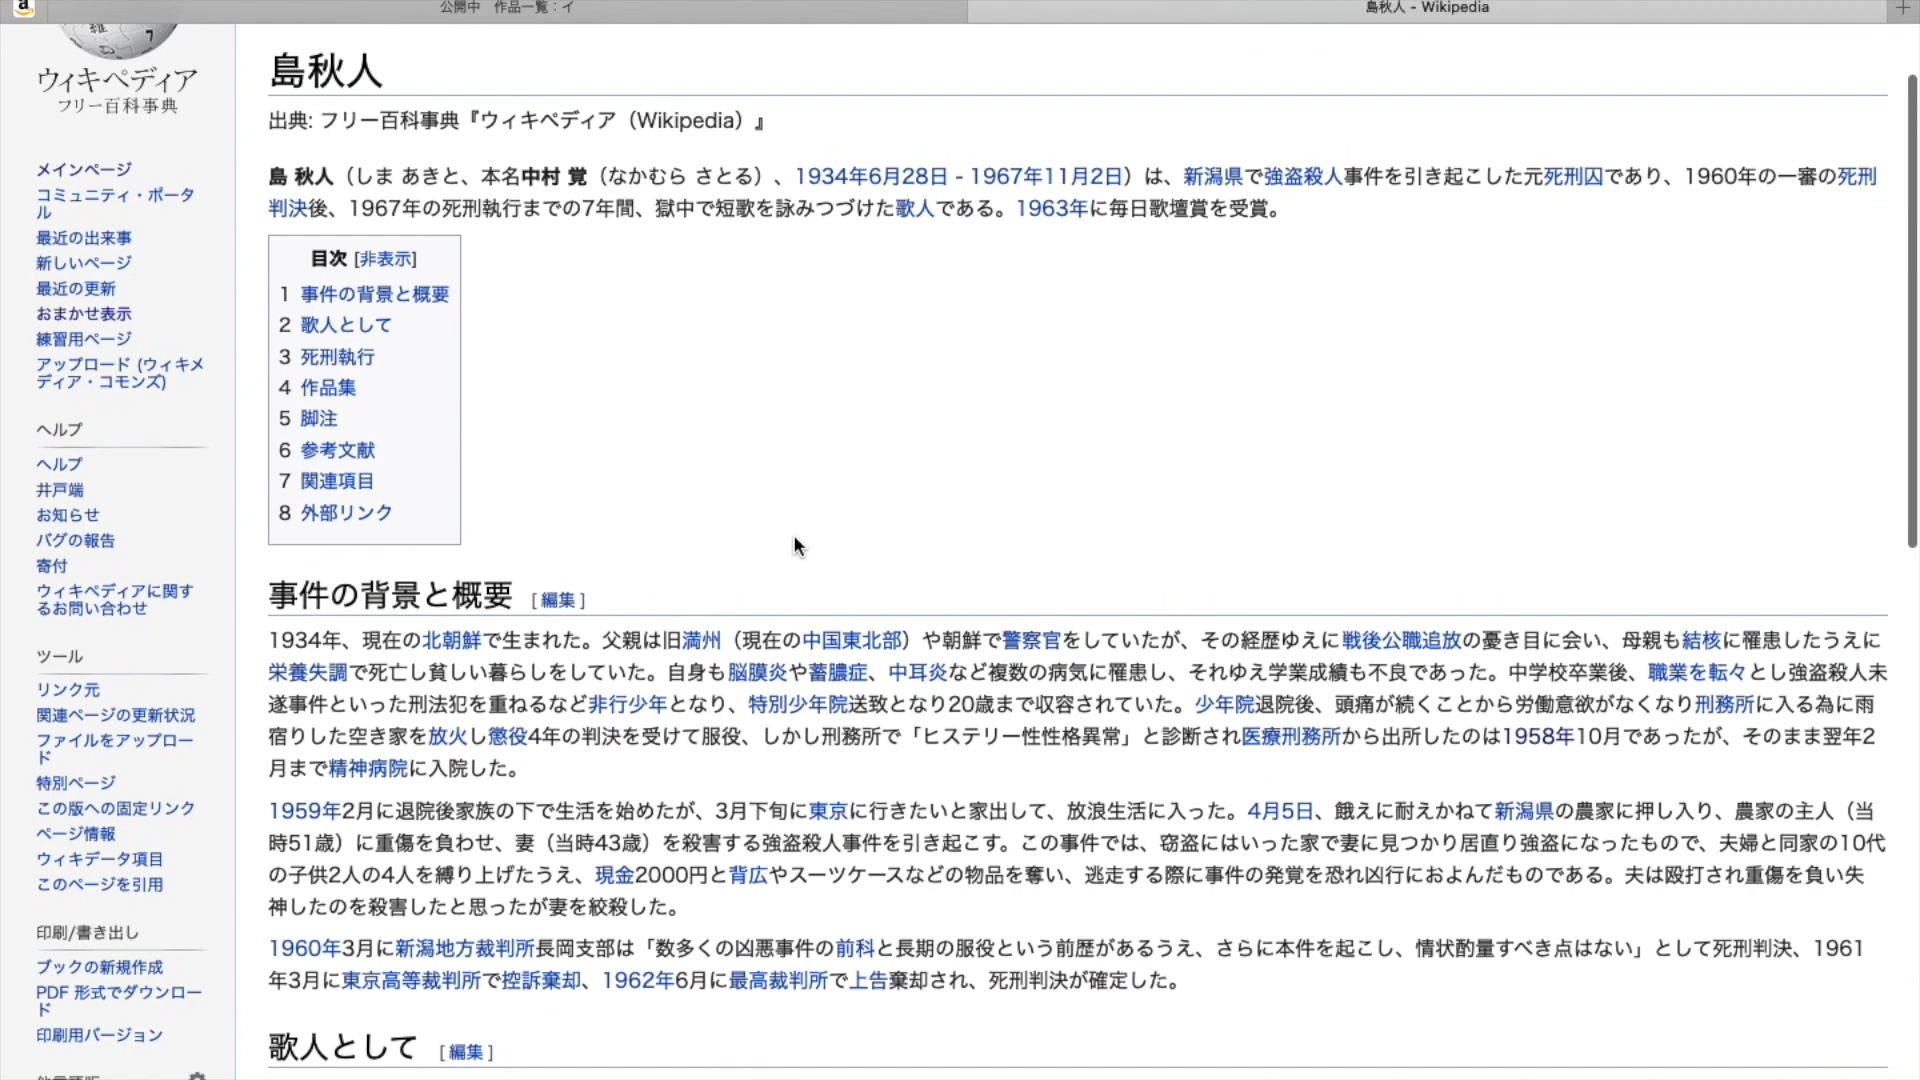 公開中　作品一覧：イ
島秋人 - Wikipedia
ウィキペディア
フリー百科事典
メインページ
コミュニティ・ポータ
ル
最近の出来事
新しいページ
最近の更新
おまかせ表示
練習用ページ
アップロード (ウィキメ
ディア・コモンズ)
ヘルプ
ヘルプ
井戸端
お知らせ
バグの報告
寄付
ウィキペディアに関す
るお問い合わせ
ツール
リンク元
関連ページの更新状況
ファイルをアップロー
ド
特別ページ
この版への固定リンク
ページ情報
ウィキデータ項目
このページを引用
印刷/書き出し
ブックの新規作成
PDF 形式でダウンロー
ド
印刷用バージョン
島秋人
出典: フリー百科事典『ウィキペディア（Wikipedia）』
島 秋人（しま あきと、本名中村 覚（なかむら さとる）、1934年6月28日 - 1967年11月2日）は、新潟県で強盗殺人事件を引き起こした元死刑囚であり、1960年の一審の死刑
判決後、1967年の死刑執行までの7年間、獄中で短歌を詠みつづけた歌人である。1963年に毎日歌壇賞を受賞。
目次 [非表示]
1 事件の背景と概要
2 歌人として
3 死刑執行
4 作品集
5 脚注
6 参考文献
7 関連項目
8 外部リンク
事件の背景と概要 [ 編集 ]
1934年、現在の北朝鮮で生まれた。父親は旧満州（現在の中国東北部）や朝鮮で警察官をしていたが、その経歴ゆえに戦後公職追放の憂き目に会い、母親も結核に罹患したうえに
栄養失調で死亡し貧しい暮らしをしていた。自身も脳膜炎や蓄膿症、中耳炎など複数の病気に罹患し、それゆえ学業成績も不良であった。中学校卒業後、職業を転々とし強盗殺人未
遂事件といった刑法犯を重ねるなど非行少年となり、特別少年院送致となり20歳まで収容されていた。少年院退院後、頭痛が続くことから労働意欲がなくなり刑務所に入る為に雨
宿りした空き家を放火し懲役4年の判決を受けて服役、しかし刑務所で「ヒステリー性性格異常」と診断され医療刑務所から出所したのは1958年10月であったが、そのまま翌年2
月まで精神病院に入院した。
1959年2月に退院後家族の下で生活を始めたが、3月下旬に東京に行きたいと家出して、放浪生活に入った。4月5日、餓えに耐えかねて新潟県の農家に押し入り、農家の主人（当
時51歳）に重傷を負わせ、妻（当時43歳）を殺害する強盗殺人事件を引き起こす。この事件では、窃盗にはいった家で妻に見つかり居直り強盗になったもので、夫婦と同家の10代
の子供2人の4人を縛り上げたうえ、現金2000円と背広やスーツケースなどの物品を奪い、逃走する際に事件の発覚を恐れ凶行におよんだものである。夫は殴打され重傷を負い失
神したのを殺害したと思ったが妻を絞殺した。
1960年3月に新潟地方裁判所長岡支部は「数多くの凶悪事件の前科と長期の服役という前歴があるうえ、さらに本件を起こし、情状酌量すべき点はない」として死刑判決、1961
年3月に東京高等裁判所で控訴棄却、1962年6月に最高裁判所で上告棄却され、死刑判決が確定した。
歌人として [ 編集 ]